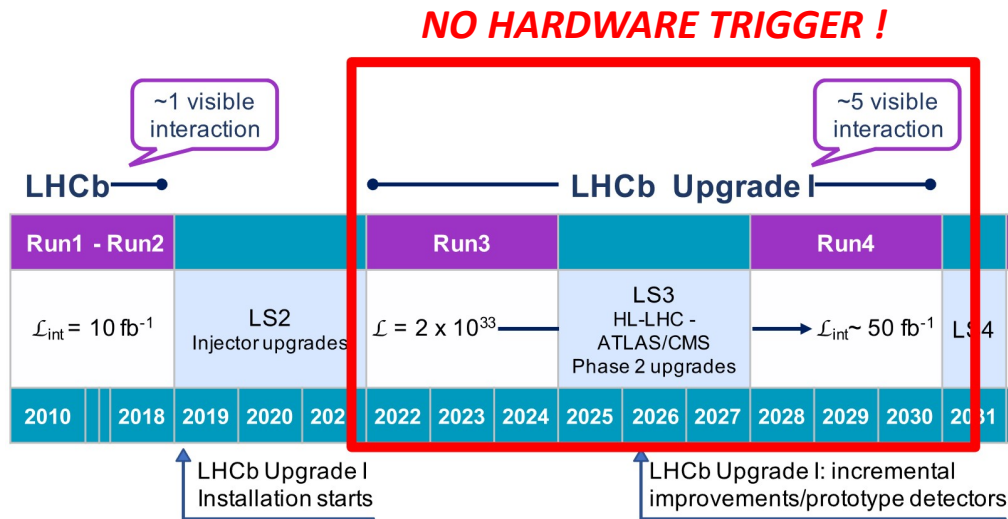 NO HARDWARE TRIGGER !
~1 visible
interaction
~5 visible
interaction
LHCb
LHCb Upgrade I
Run1 - Run2
Run3
Run4
ℒint = 10 fb-1
LS2
Injector upgrades
ℒ = 2 x 10³³
LS3
HL-LHC -
ATLAS/CMS
Phase 2 upgrades
ℒint ~ 50 fb-1
LS4
2010
2018
2019
2020
2022
2023
2024
2025
2026
2027
2028
2029
2030
2031
LHCb Upgrade I
Installation starts
LHCb Upgrade I: incremental
improvements/prototype detectors